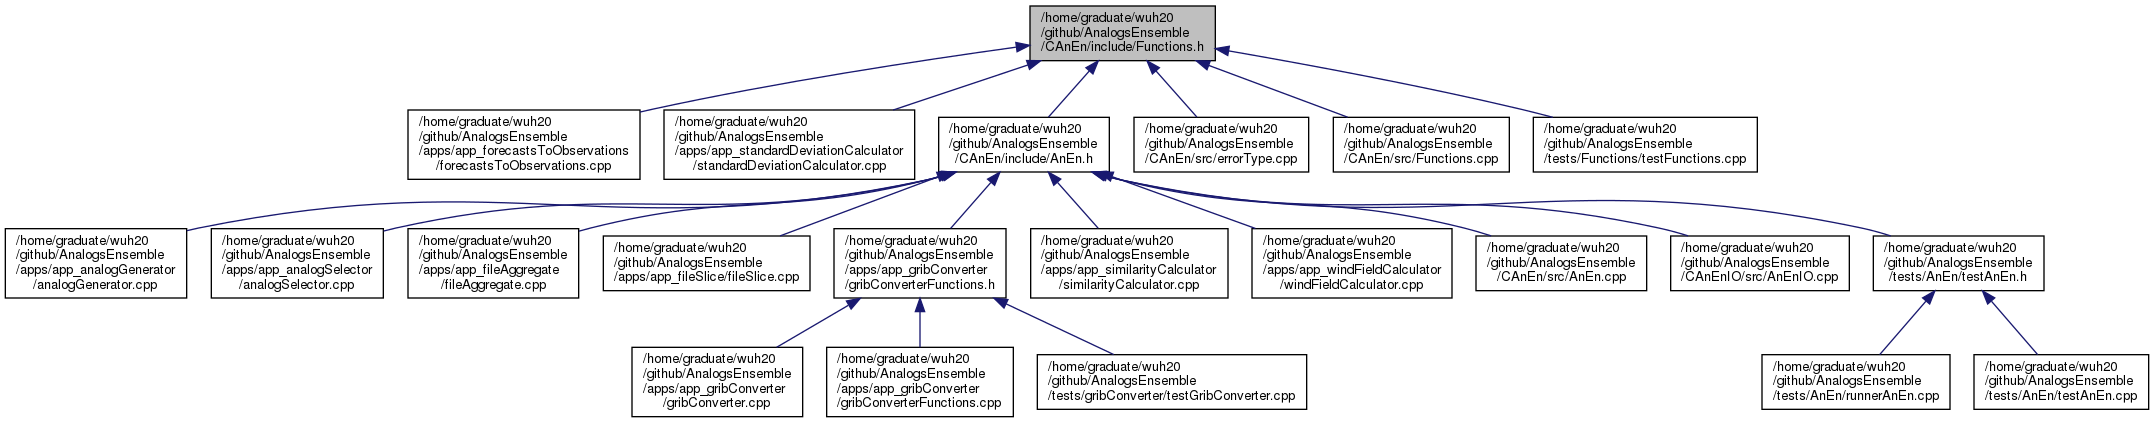 /home/graduate/wuh20
/github/AnalogsEnsemble
/CAnEn/include/Functions.h
/home/graduate/wuh20
/github/AnalogsEnsemble
/apps/app_forecastsToObservations
/forecastsToObservations.cpp
/home/graduate/wuh20
/github/AnalogsEnsemble
/apps/app_standardDeviationCalculator
/standardDeviationCalculator.cpp
/home/graduate/wuh20
/github/AnalogsEnsemble
/CAnEn/include/AnEn.h
/home/graduate/wuh20
/github/AnalogsEnsemble
/CAnEn/src/errorType.cpp
/home/graduate/wuh20
/github/AnalogsEnsemble
/CAnEn/src/Functions.cpp
/home/graduate/wuh20
/github/AnalogsEnsemble
/tests/Functions/testFunctions.cpp
/home/graduate/wuh20
/github/AnalogsEnsemble
/apps/app_analogGenerator
/analogGenerator.cpp
/home/graduate/wuh20
/github/AnalogsEnsemble
/apps/app_analogSelector
/analogSelector.cpp
/home/graduate/wuh20
/github/AnalogsEnsemble
/apps/app_fileAggregate
/fileAggregate.cpp
/home/graduate/wuh20
/github/AnalogsEnsemble
/apps/app_fileSlice/fileSlice.cpp
/home/graduate/wuh20
/github/AnalogsEnsemble
/apps/app_gribConverter
/gribConverterFunctions.h
/home/graduate/wuh20
/github/AnalogsEnsemble
/apps/app_similarityCalculator
/similarityCalculator.cpp
/home/graduate/wuh20
/github/AnalogsEnsemble
/apps/app_windFieldCalculator
/windFieldCalculator.cpp
/home/graduate/wuh20
/github/AnalogsEnsemble
/CAnEn/src/AnEn.cpp
/home/graduate/wuh20
/github/AnalogsEnsemble
/CAnEnIO/src/AnEnIO.cpp
/home/graduate/wuh20
/github/AnalogsEnsemble
/tests/AnEn/testAnEn.h
/home/graduate/wuh20
/github/AnalogsEnsemble
/apps/app_gribConverter
/gribConverter.cpp
/home/graduate/wuh20
/github/AnalogsEnsemble
/apps/app_gribConverter
/gribConverterFunctions.cpp
/home/graduate/wuh20
/github/AnalogsEnsemble
/tests/gribConverter/testGribConverter.cpp
/home/graduate/wuh20
/github/AnalogsEnsemble
/tests/AnEn/runnerAnEn.cpp
/home/graduate/wuh20
/github/AnalogsEnsemble
/tests/AnEn/testAnEn.cpp